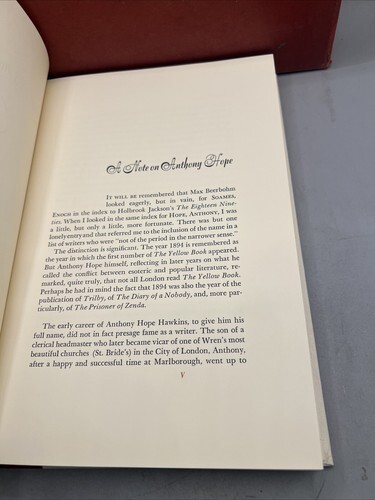 A Note on Anthony Hope
IT WILL BE remembered that Max Beerbohm
looked eagerly, but in vain, for SOAMES,
ENOCH in the index to Holbrook Jackson's The Eighteen Nine-
ties. When I looked in the same index for HOPE, ANTHONY, I was
a little, but only a little, more fortunate. There was but one
lonely entry and that referred me to the inclusion of the name in a
list of writers who were "not of the period in the narrower sense."
The distinction is significant. The year 1894 is remembered as
the year in which the first number of The Yellow Book appeared.
But Anthony Hope himself, reflecting in later years on what he
called the conflict between esoteric and popular literature, re-
marked, quite truly, that not all London read The Yellow Book.
Perhaps he had in mind the fact that 1894 was also the year of the
publication of Trilby, of The Diary of a Nobody, and, more par-
ticularly, of The Prisoner of Zenda.
The early career of Anthony Hope Hawkins, to give him his
full name, did not in fact presage fame as a writer. The son of a
clerical headmaster who later became vicar of one of Wren's most
beautiful churches (St. Bride's) in the City of London, Anthony,
after a happy and successful time at Marlborough, went up to
v